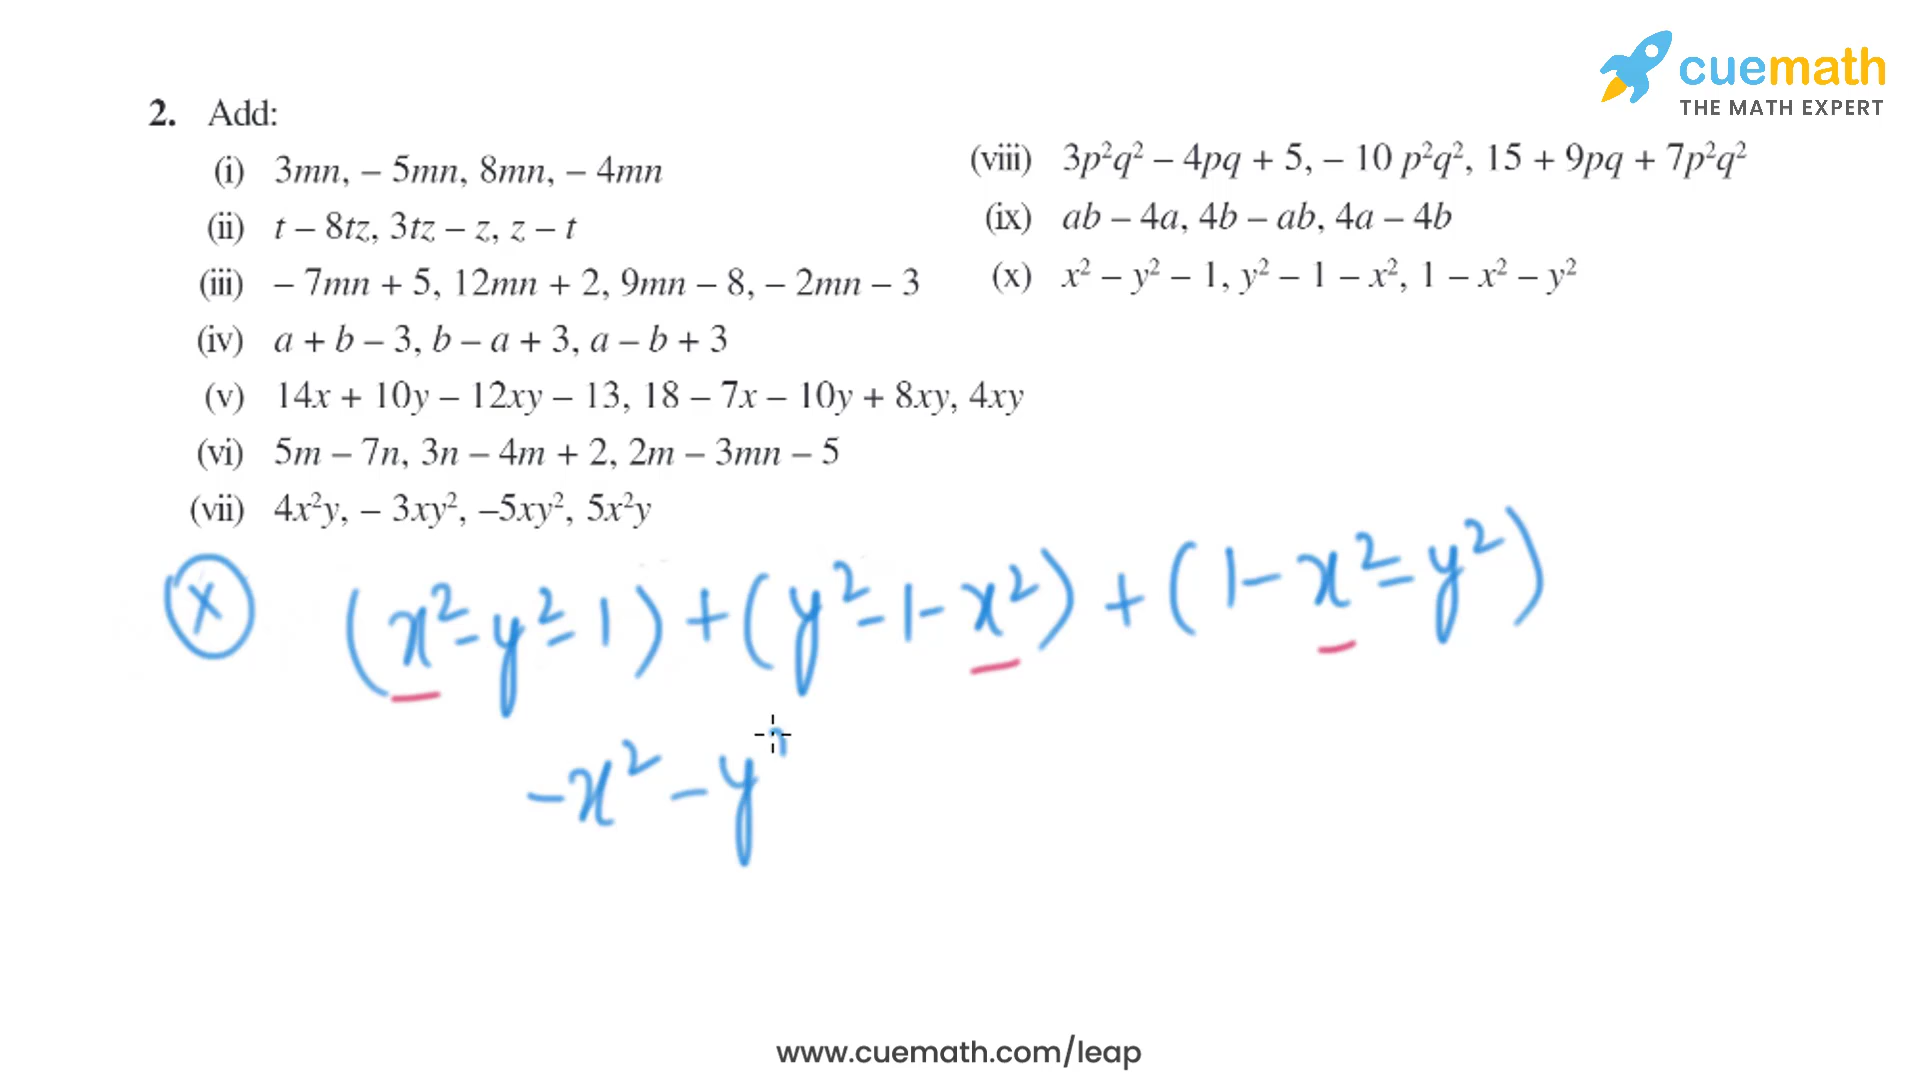 cuemath
THE MATH EXPERT
2. Add:
(i) 3mn, – 5mn, 8mn, – 4mn
(ii) t – 8tz, 3tz – z, z – t
(iii) – 7mn + 5, 12mn + 2, 9mn – 8, – 2mn – 3
(iv) a + b – 3, b – a + 3, a – b + 3
(v) 14x + 10y – 12xy – 13, 18 – 7x – 10y + 8xy, 4xy
(vi) 5m – 7n, 3n – 4m + 2, 2m – 3mn – 5
(vii) 4x²y, – 3xy², –5xy², 5x²y
(viii) 3p²q² – 4pq + 5, – 10 p²q², 15 + 9pq + 7p²q²
(ix) ab – 4a, 4b – ab, 4a – 4b
(x) x² – y² – 1, y² – 1 – x², 1 – x² – y²
X (x² – y² – 1) + (y² – 1 – x²) + (1 – x² – y²)
– x² – y
www.cuemath.com/leap